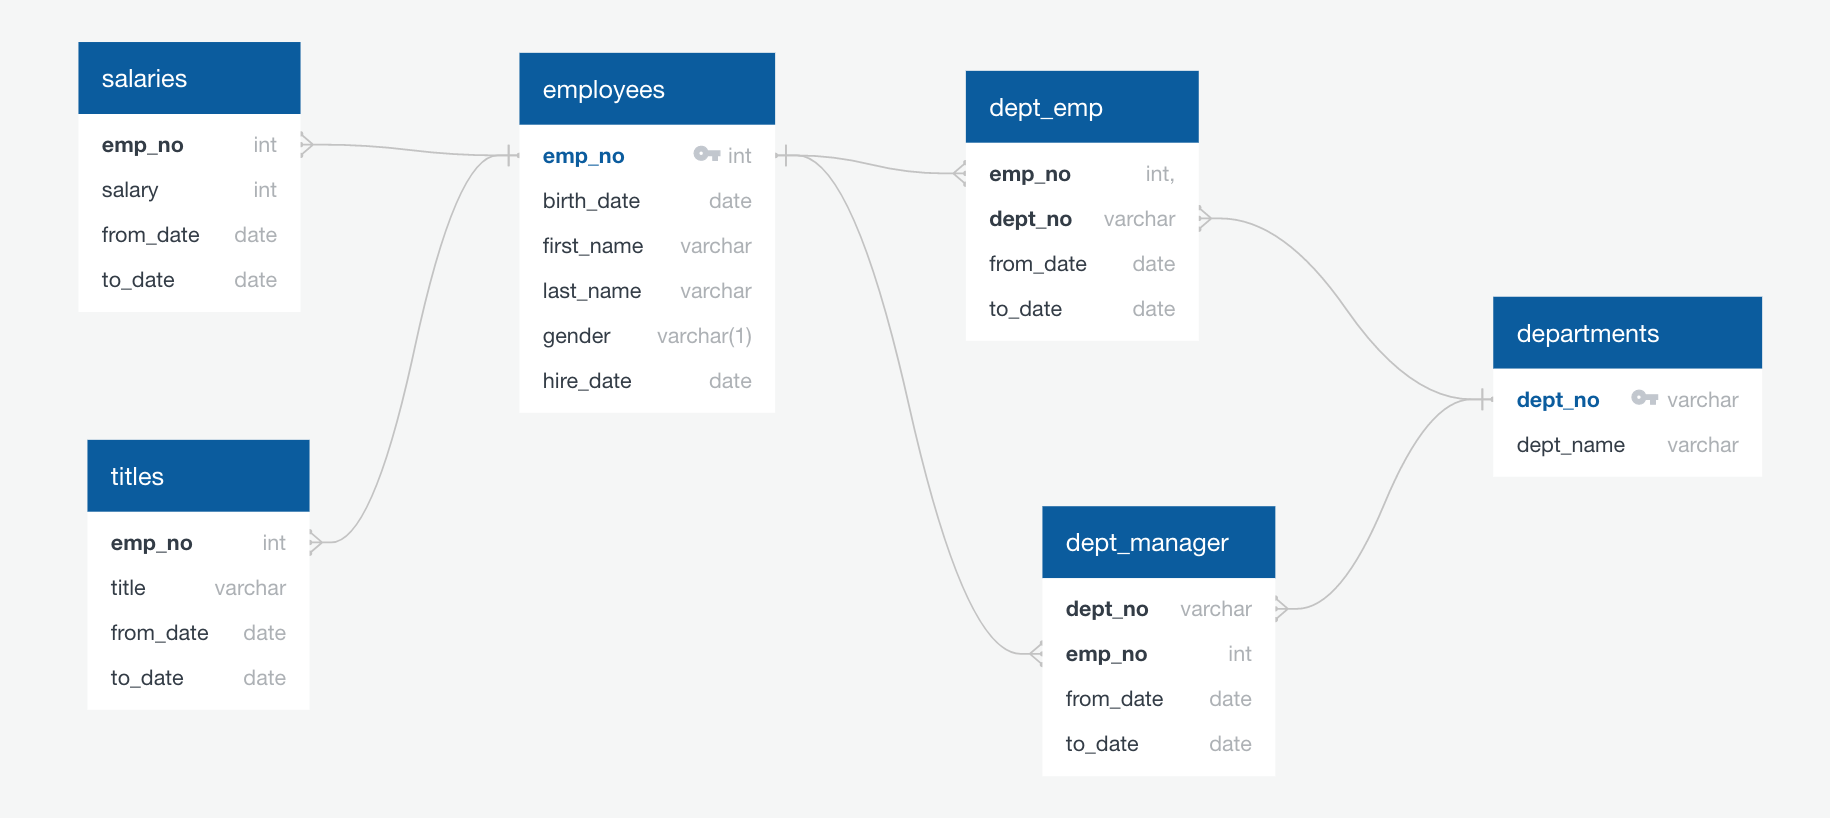 salaries
emp_no int
salary int
from_date date
to_date date
employees
emp_no int
birth_date date
first_name varchar
last_name varchar
gender varchar(1)
hire_date date
dept_emp
emp_no int,
dept_no varchar
from_date date
to_date date
departments
dept_no varchar
dept_name varchar
titles
emp_no int
title varchar
from_date date
to_date date
dept_manager
dept_no varchar
emp_no int
from_date date
to_date date